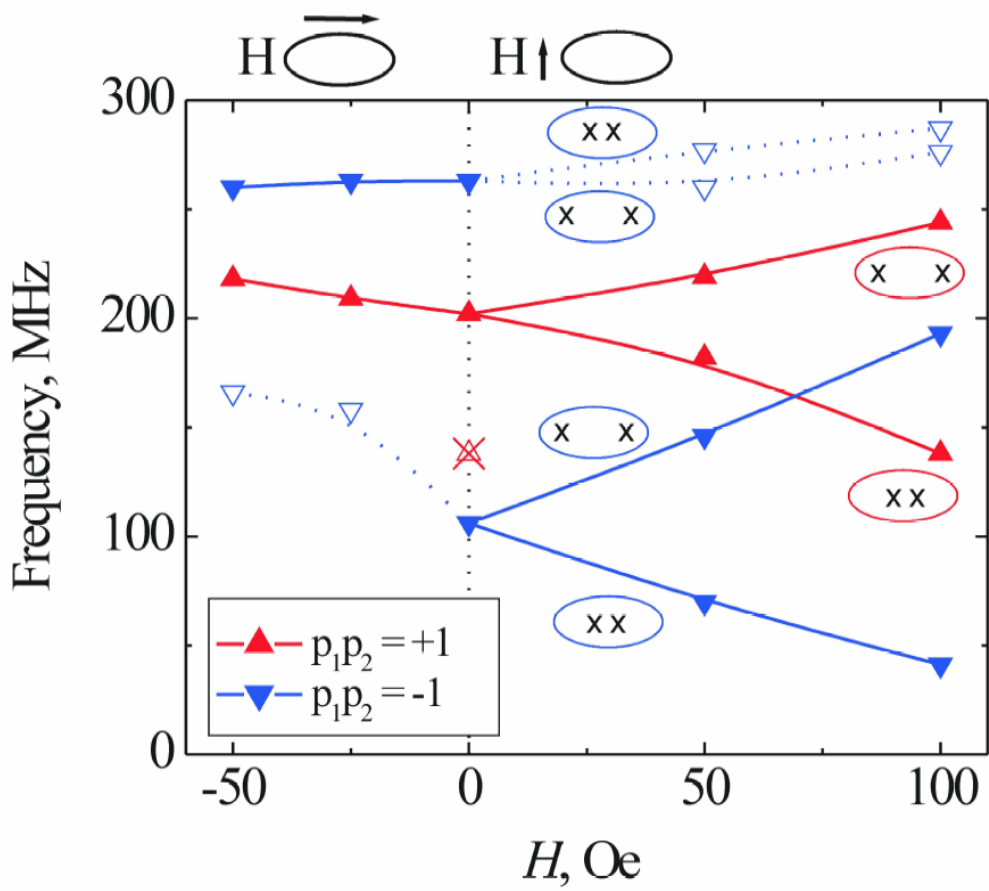 H H
300
x x
x x
x x
200
x x
x x
100
x x
p₁p₂ = +1
p₁p₂ = -1
0
-50 0 50 100
Frequency, MHz
H, Oe